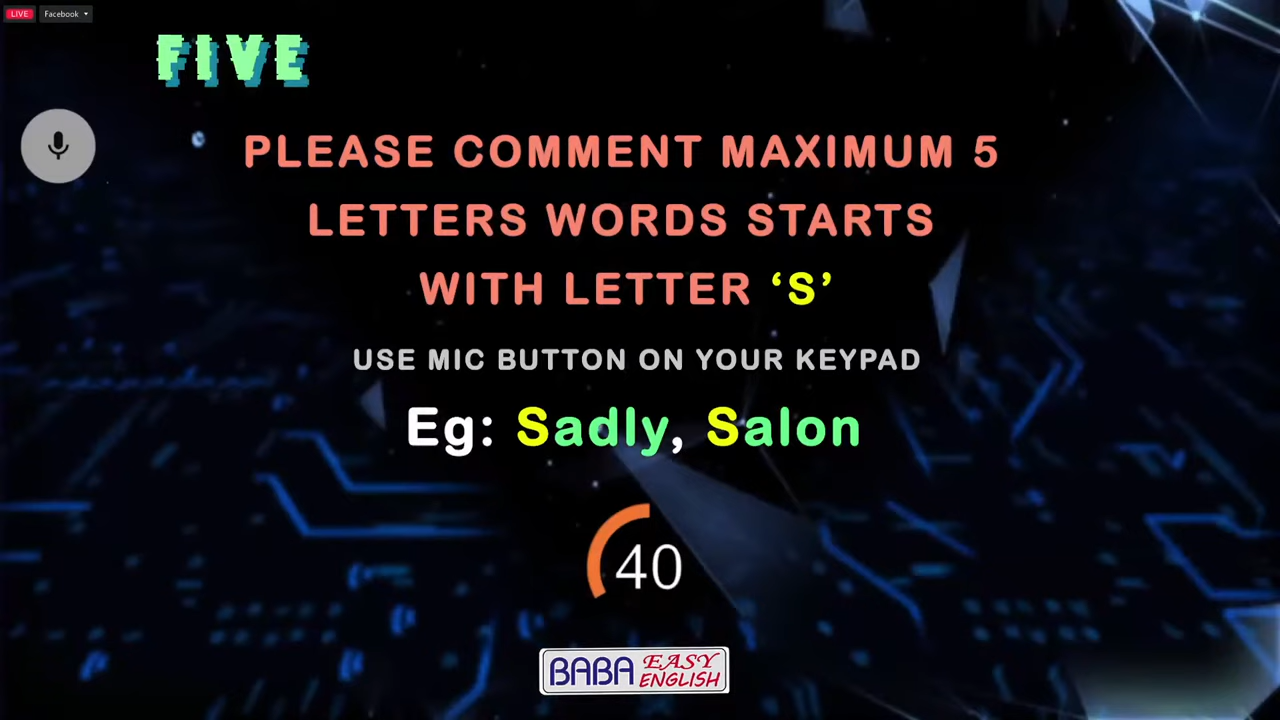 LIVE Facebook
FIVE
PLEASE COMMENT MAXIMUM 5
LETTERS WORDS STARTS
WITH LETTER ‘S’
USE MIC BUTTON ON YOUR KEYPAD
Eg: Sadly, Salon
40
BABA EASY ENGLISH